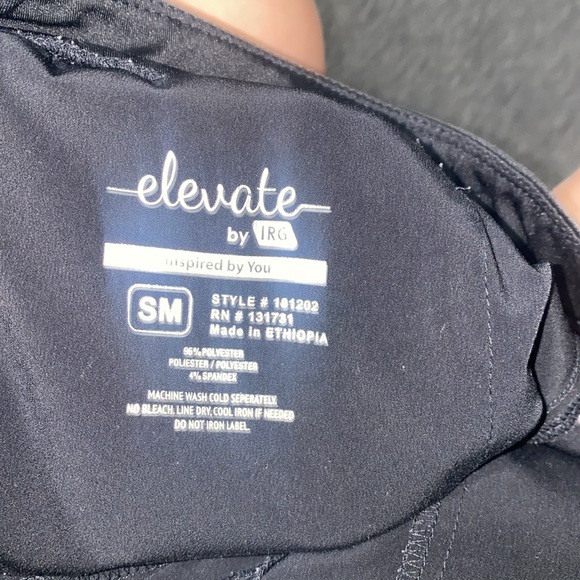 elevate
by IRG
Inspired by You
SM
STYLE # 181202
RN # 131731
Made in ETHIOPIA
96% POLYESTER
POLIESTER / POLYESTER
4% SPANDEX
MACHINE WASH COLD SEPERATELY.
NO BLEACH. LINE DRY, COOL IRON IF NEEDED
DO NOT IRON LABEL.